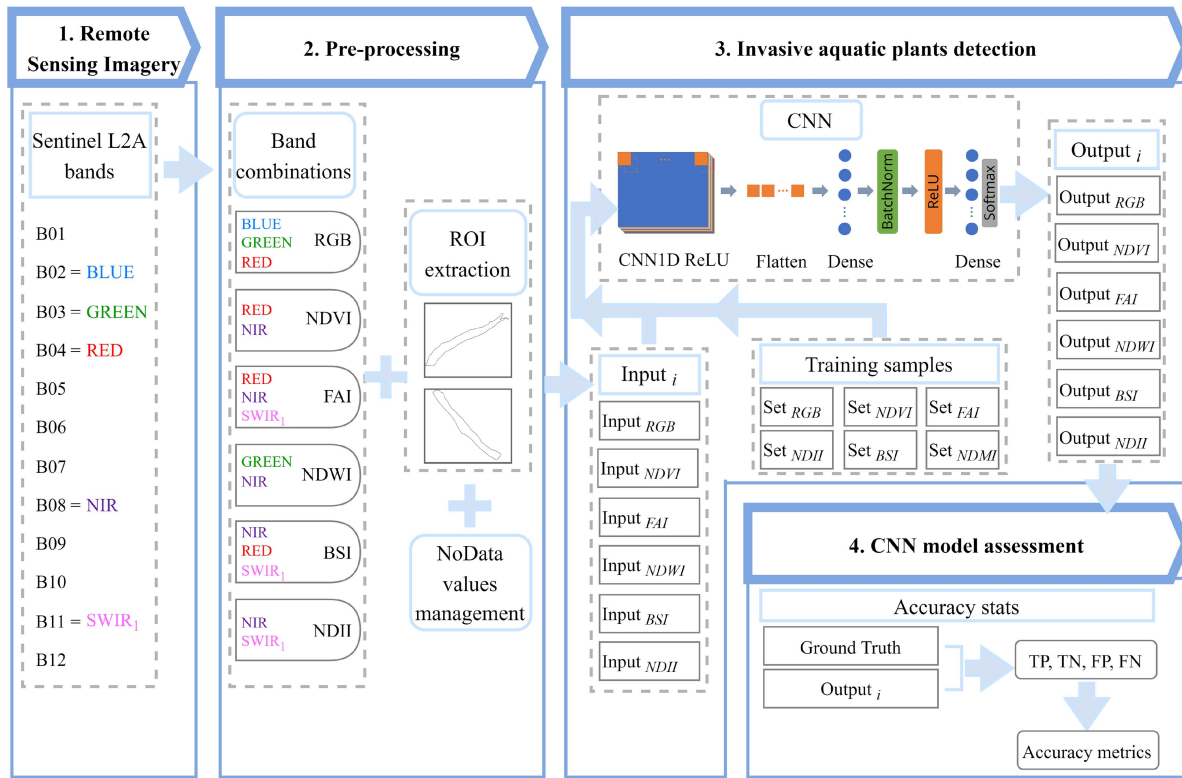 1. Remote
Sensing Imagery
Sentinel L2A
bands
B01
B02 = BLUE
B03 = GREEN
B04 = RED
B05
B06
B07
B08 = NIR
B09
B10
B11 = SWIR1
B12
2. Pre-processing
Band
combinations
BLUE
GREEN
RED
RGB
RED
NIR
NDVI
RED
NIR
SWIR1
FAI
GREEN
NIR
NDWI
NIR
RED
SWIR1
BSI
NIR
SWIR1
NDII
ROI
extraction
NoData
values
management
3. Invasive aquatic plants detection
CNN
...
...
BatchNorm
ReLU
Softmax
CNN1D ReLU
Flatten
Dense
Dense
Input i
Input RGB
Input NDVI
Input FAI
Input NDWI
Input BSI
Input NDII
Training samples
Set RGB
Set NDVI
Set FAI
Set NDII
Set BSI
Set NDMI
Output i
Output RGB
Output NDVI
Output FAI
Output NDWI
Output BSI
Output NDII
4. CNN model assessment
Accuracy stats
Ground Truth
Output i
TP, TN, FP, FN
Accuracy metrics